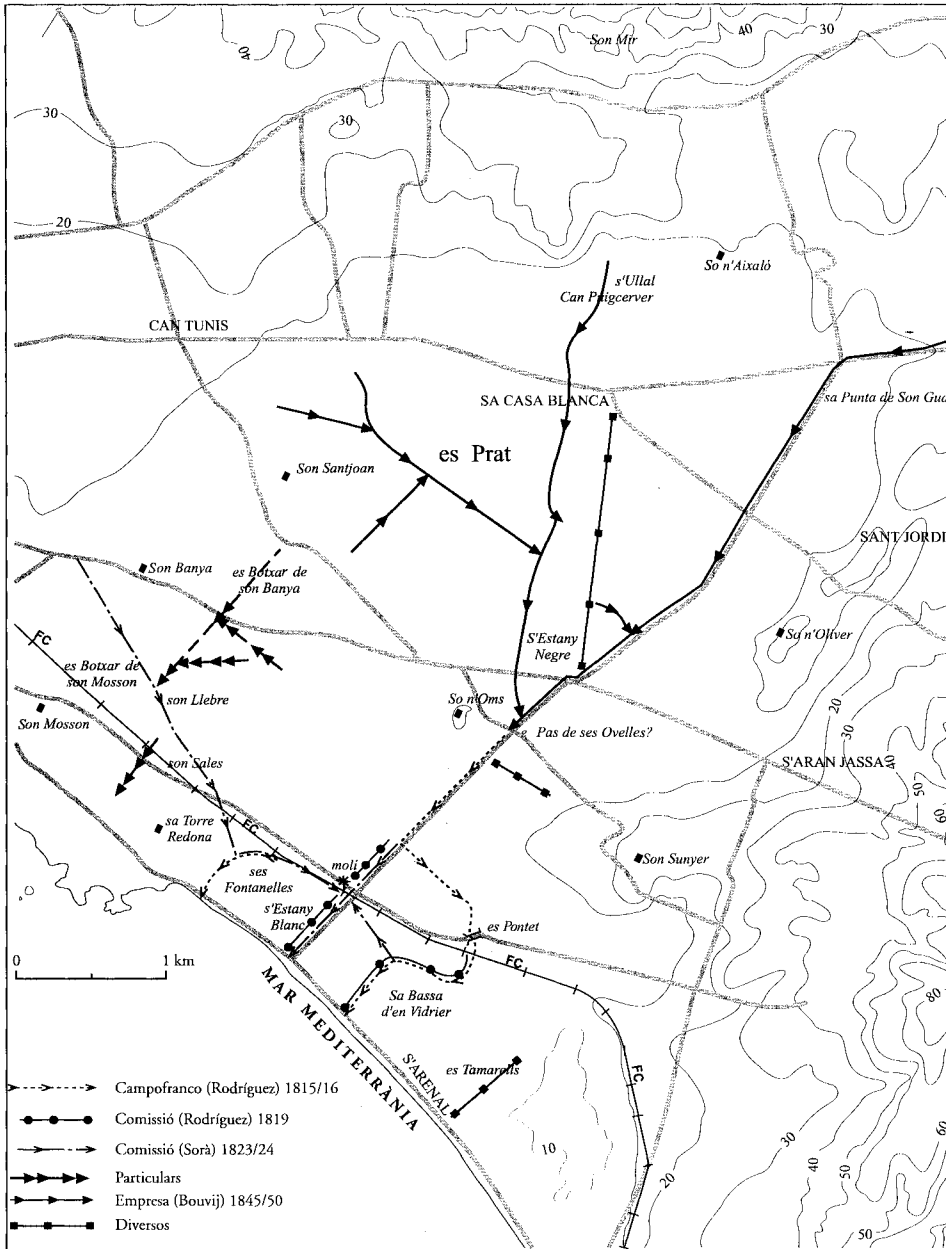 40
30
Son Mir
40
30
30
30
20
So n'Aixaló
s'Ullal
Can Puigcerver
CAN TUNIS
SA CASA BLANCA
sa Punta de Son Gua
es Prat
Son Santjoan
SANT JORDI
Son Banya
es Botxar de
son Banya
So n'Oliver
S'Estany
Negre
FC
es Botxar de
son Mosson
son Llebre
So n'Oms
Son Mosson
Pas de ses Ovelles?
20
30
40
S'ARAN JASSA
40
50
60
son Sales
sa Torre
Redona
FC
ses
Fontanelles
molí
Son Sunyer
s'Estany
Blanc
es Pontet
FC
0
1 km
80
Sa Bassa
d'en Vidrier
MAR MEDITERRÀNIA
S'ARENAL
es Tamarells
FC
10
20
30
40
50
60
50
Campofranco (Rodríguez) 1815/16
Comissió (Rodríguez) 1819
Comissió (Sorà) 1823/24
Particulars
Empresa (Bouvij) 1845/50
Diversos